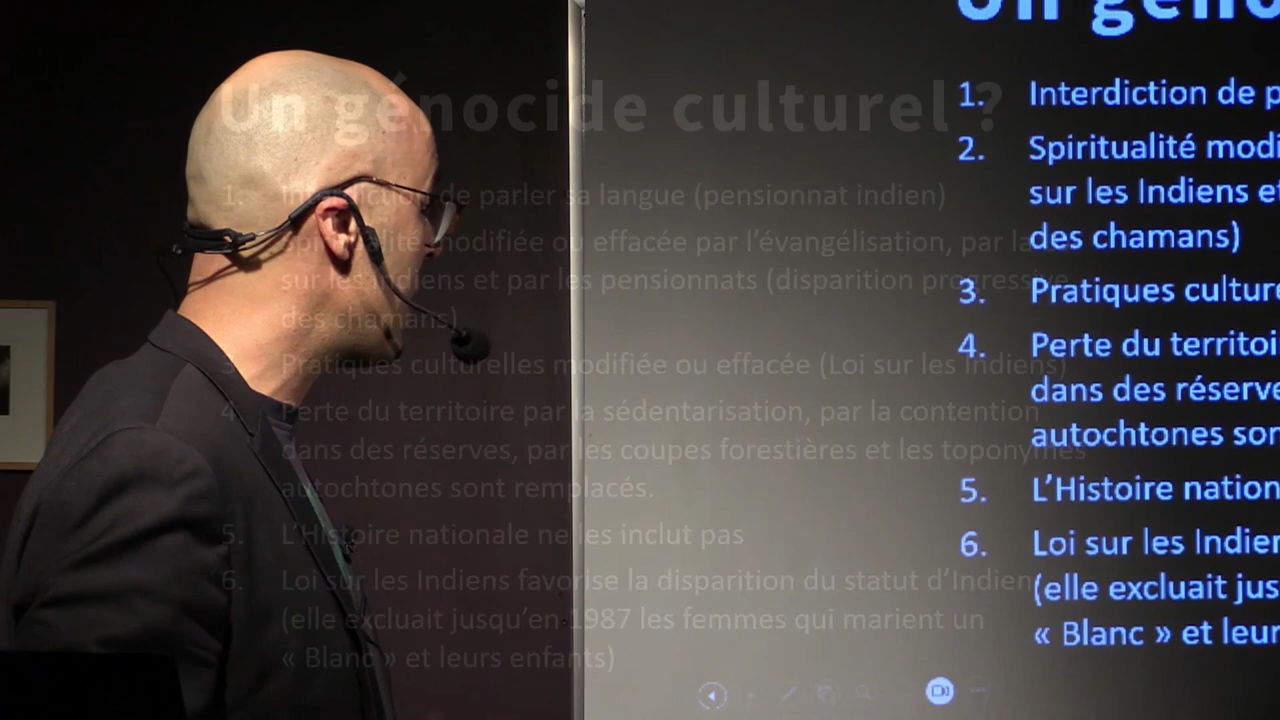 Un génocide culturel ?
1. Interdiction de parler sa langue (pensionnat indien)
2. Spiritualité modifiée ou effacée par l’évangélisation, par la
sur les Indiens et par les pensionnats (disparition progressive
des chamans)
3. Pratiques culturelles modifiée ou effacée (Loi sur les Indiens)
4. Perte du territoire par la sédentarisation, par la contention
dans des réserves, par les coupes forestières et les toponymes
autochtones sont remplacés.
5. L’Histoire nationale ne les inclut pas
6. Loi sur les Indiens favorise la disparition du statut d’Indien
(elle excluait jusqu’en 1987 les femmes qui marient un
« Blanc » et leurs enfants)
Un géno
1. Interdiction de p
2. Spiritualité modi
sur les Indiens et
des chamans)
3. Pratiques culture
4. Perte du territoi
dans des réserve
autochtones son
5. L’Histoire nation
6. Loi sur les Indien
(elle excluait jus
« Blanc » et leur